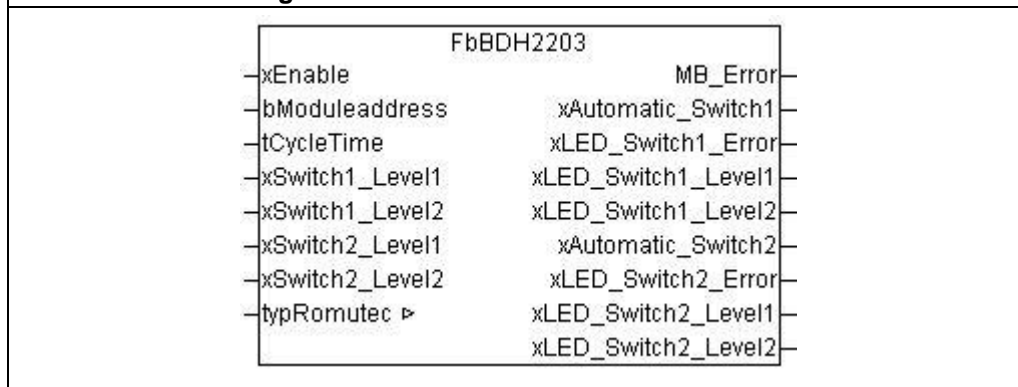 FbBDH2203
xEnable MB_Error
bModuleaddress xAutomatic_Switch1
tCycleTime xLED_Switch1_Error
xSwitch1_Level1 xLED_Switch1_Level1
xSwitch1_Level2 xLED_Switch1_Level2
xSwitch2_Level1 xAutomatic_Switch2
xSwitch2_Level2 xLED_Switch2_Error
typRomutec ▹ xLED_Switch2_Level1
xLED_Switch2_Level2